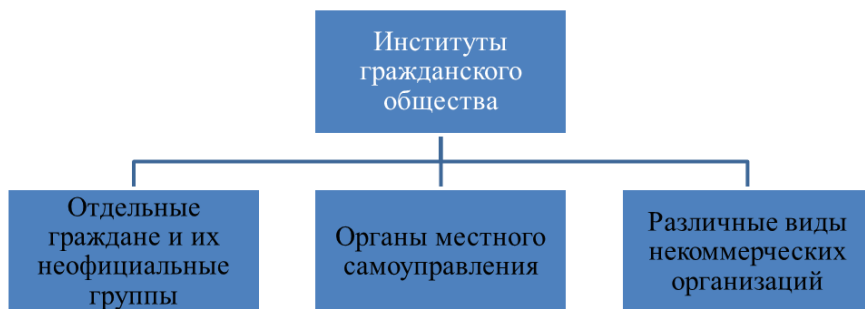 Институты
гражданского
общества
Отдельные
граждане и их
неофициальные
группы
Органы местного
самоуправления
Различные виды
некоммерческих
организаций